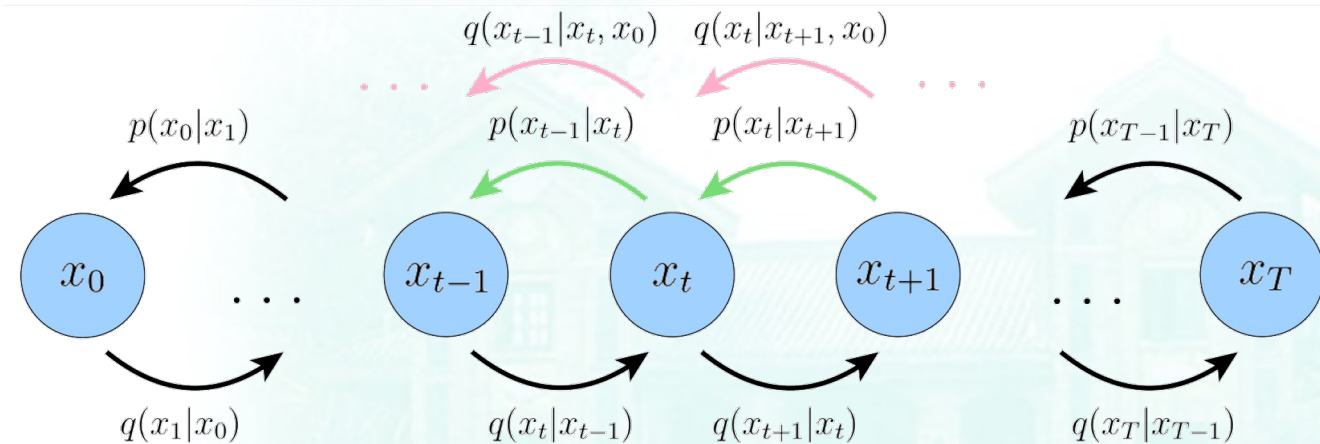 q(x_{t-1}|x_t, x_0) q(x_t|x_{t+1}, x_0)
. . . . . .
p(x_0|x_1) p(x_{t-1}|x_t) p(x_t|x_{t+1}) p(x_{T-1}|x_T)
x_0 . . . x_{t-1} x_t x_{t+1} . . . x_T
q(x_1|x_0) q(x_t|x_{t-1}) q(x_{t+1}|x_t) q(x_T|x_{T-1})